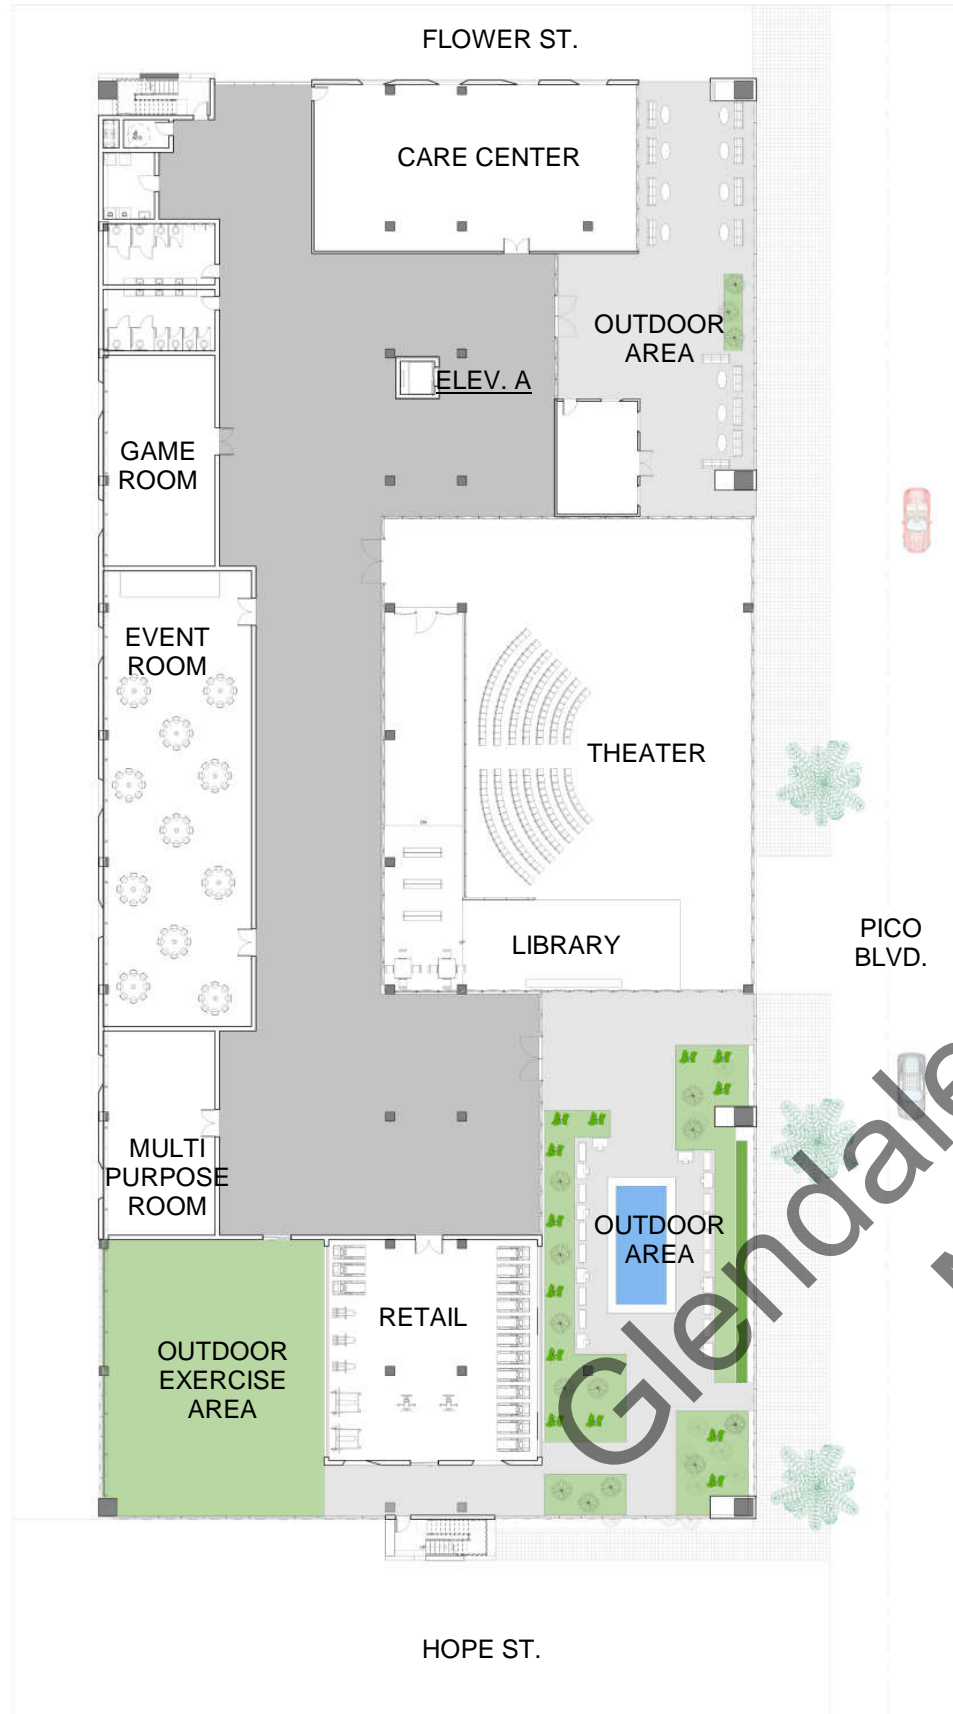 FLOWER ST.
CARE CENTER
OUTDOOR
AREA
ELEV. A
GAME
ROOM
EVENT
ROOM
THEATER
LIBRARY
PICO
BLVD.
MULTI
PURPOSE
ROOM
OUTDOOR
AREA
RETAIL
OUTDOOR
EXERCISE
AREA
HOPE ST.
Glendale